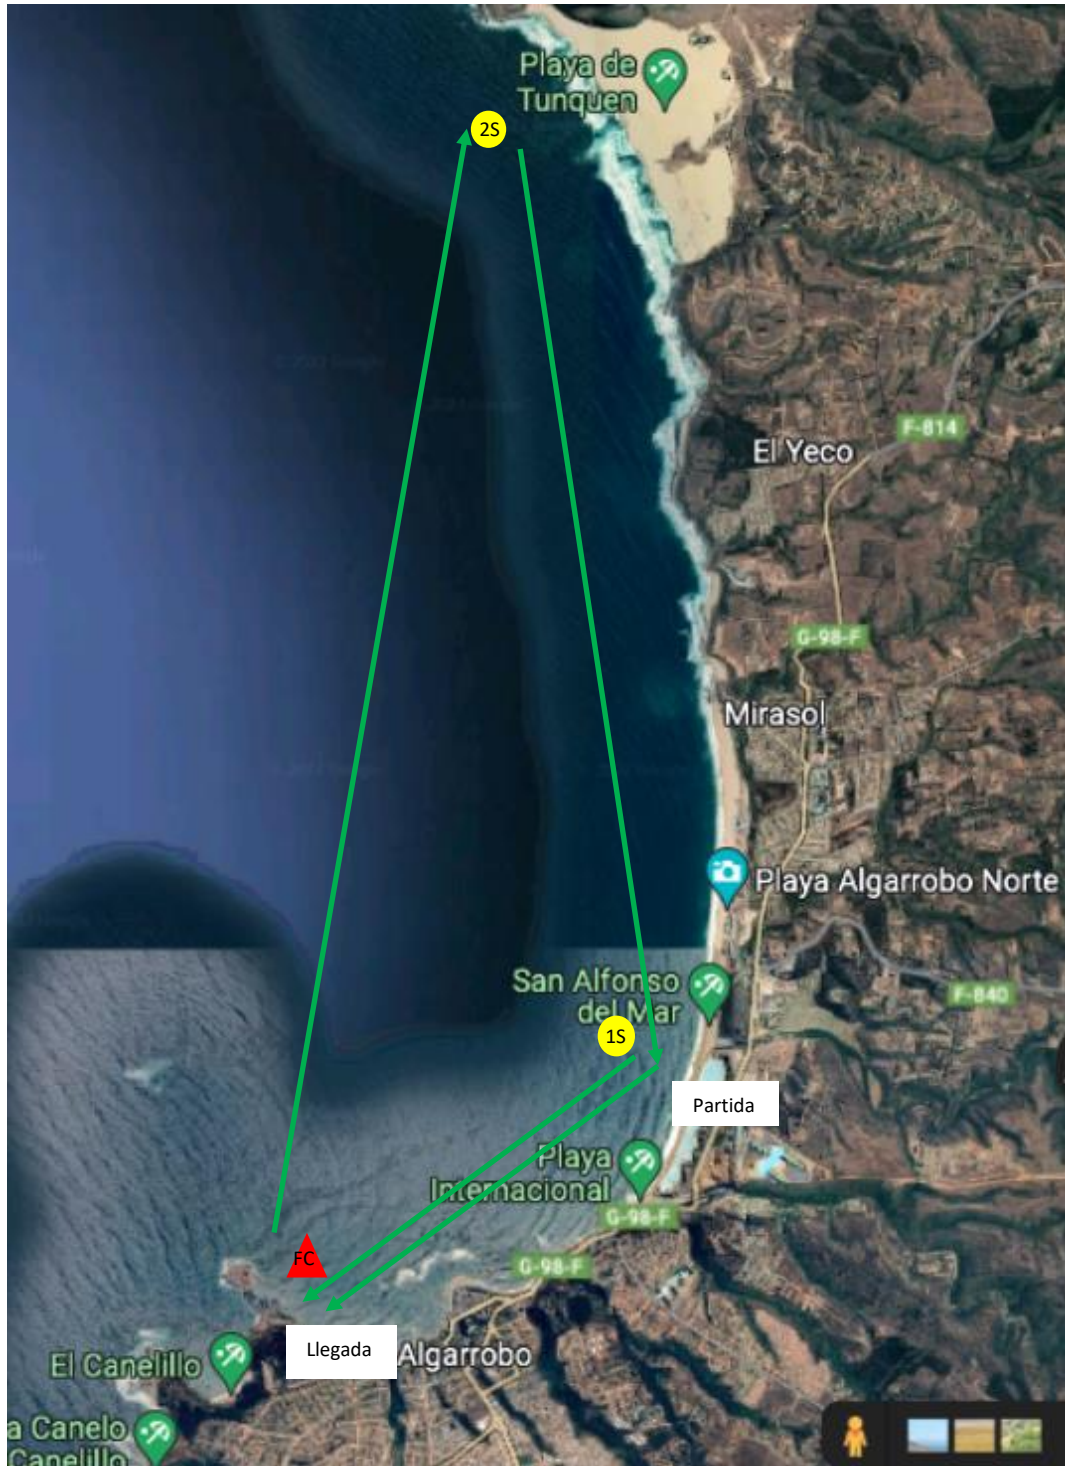 Playa de
Tunquen
2S
F-814
El Yeco
G-98-F
Mirasol
Playa Algarrobo Norte
San Alfonso
del Mar
F-840
1S
Partida
Playa
Internacional
G-98-F
FC
G-98-F
Llegada
Algarrobo
El Canelillo
a Canelo
Canelillo